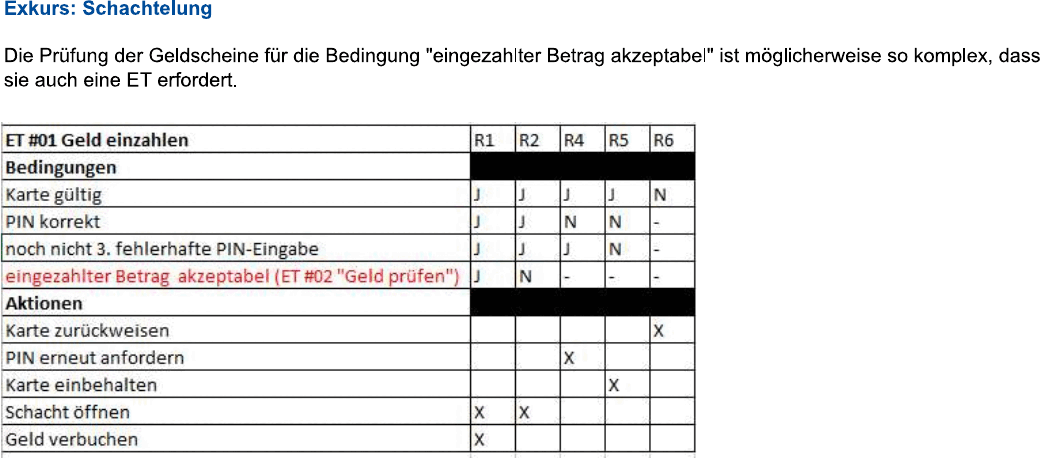 Exkurs: Schachtelung
Die Prüfung der Geldscheine für die Bedingung "eingezahlter Betrag akzeptabel" ist möglicherweise so komplex, dass
sie auch eine ET erfordert.
ET #01 Geld einzahlen R1 R2 R4 R5 R6
Bedingungen
Karte gültig J J J J N
PIN korrekt J J N N -
noch nicht 3. fehlerhafte PIN-Eingabe J J J N -
eingezahlter Betrag akzeptabel (ET #02 "Geld prüfen") J N - - -
Aktionen
Karte zurückweisen X
PIN erneut anfordern X
Karte einbehalten X
Schacht öffnen X X
Geld verbuchen X